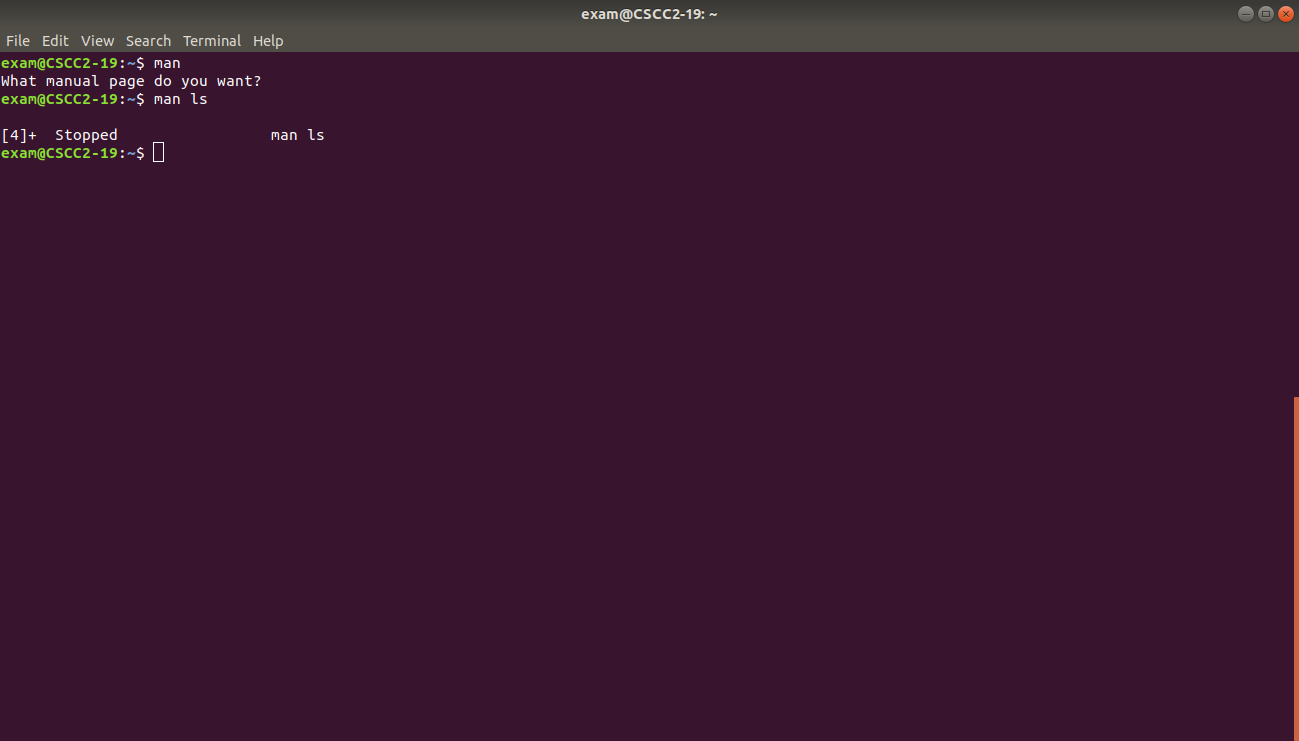 exam@CSCC2-19: ~
File Edit View Search Terminal Help
exam@CSCC2-19:~$ man
What manual page do you want?
exam@CSCC2-19:~$ man ls
[4]+  Stopped                 man ls
exam@CSCC2-19:~$